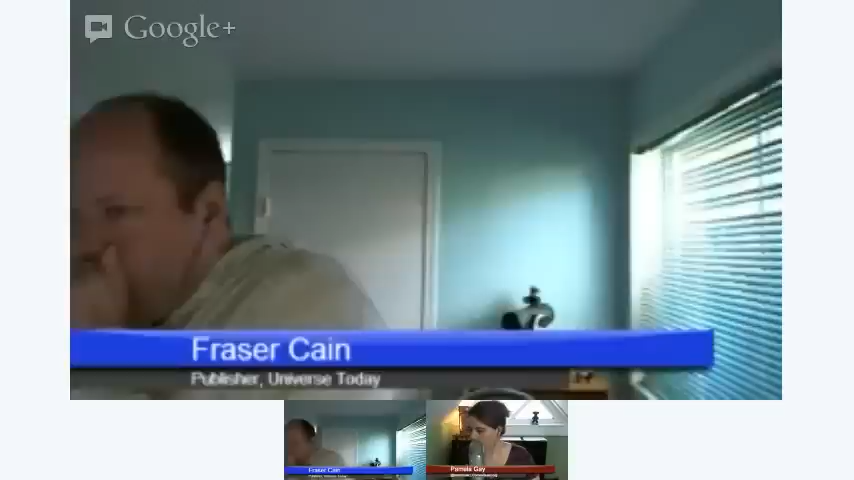 Google+
Fraser Cain
Publisher, Universe Today
Fraser Cain
Pamela Gay